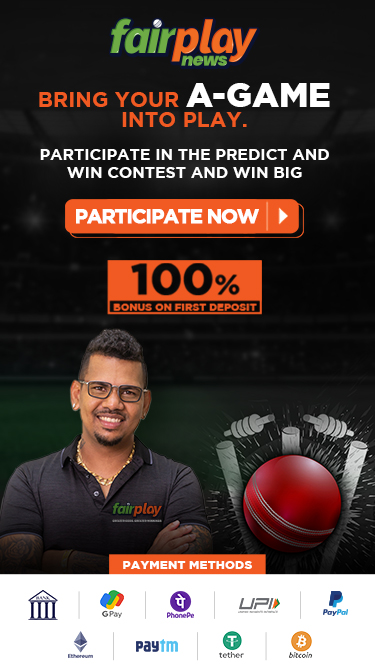 fairplay
news
BRING YOUR A-GAME
INTO PLAY.
PARTICIPATE IN THE PREDICT AND
WIN CONTEST AND WIN BIG
PARTICIPATE NOW
100%
BONUS ON FIRST DEPOSIT
fairplay
PAYMENT METHODS
BANK
G Pay
PhonePe
UPI
PayPal
Ethereum
paytm
tether
bitcoin